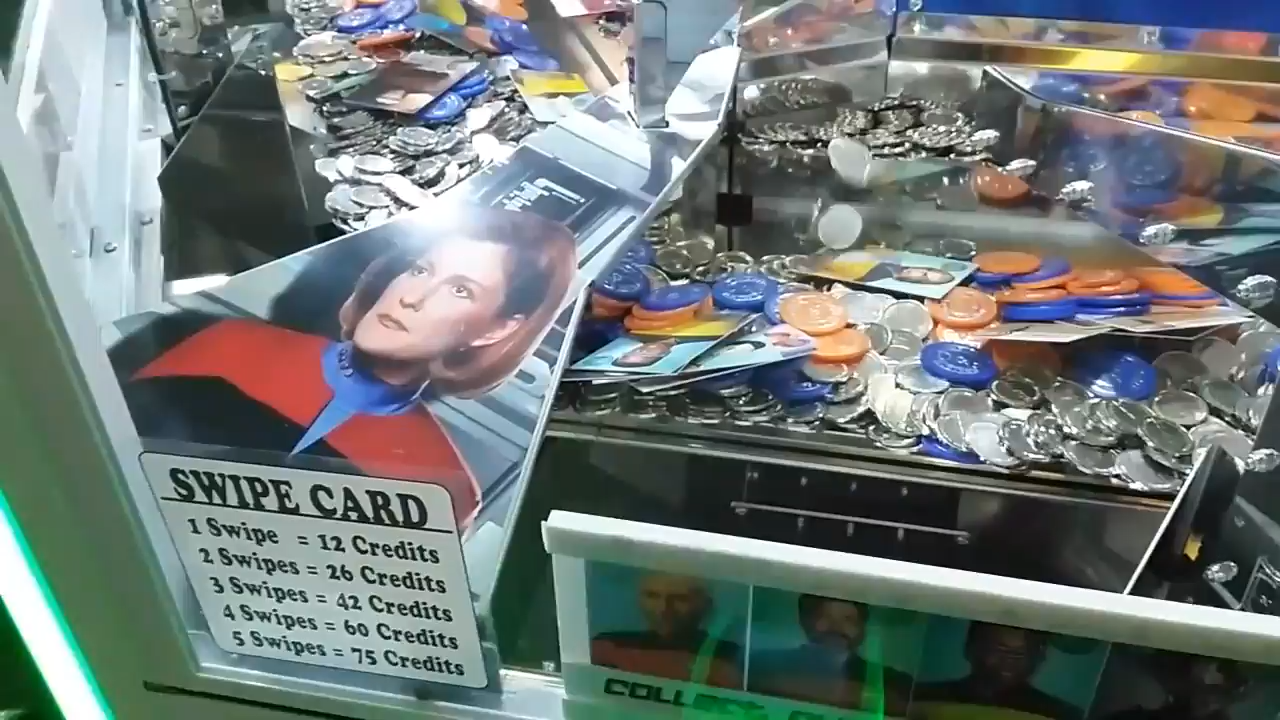 SWIPE CARD
1 Swipe = 12 Credits
2 Swipes = 26 Credits
3 Swipes = 42 Credits
4 Swipes = 60 Credits
5 Swipes = 75 Credits
COLLECT